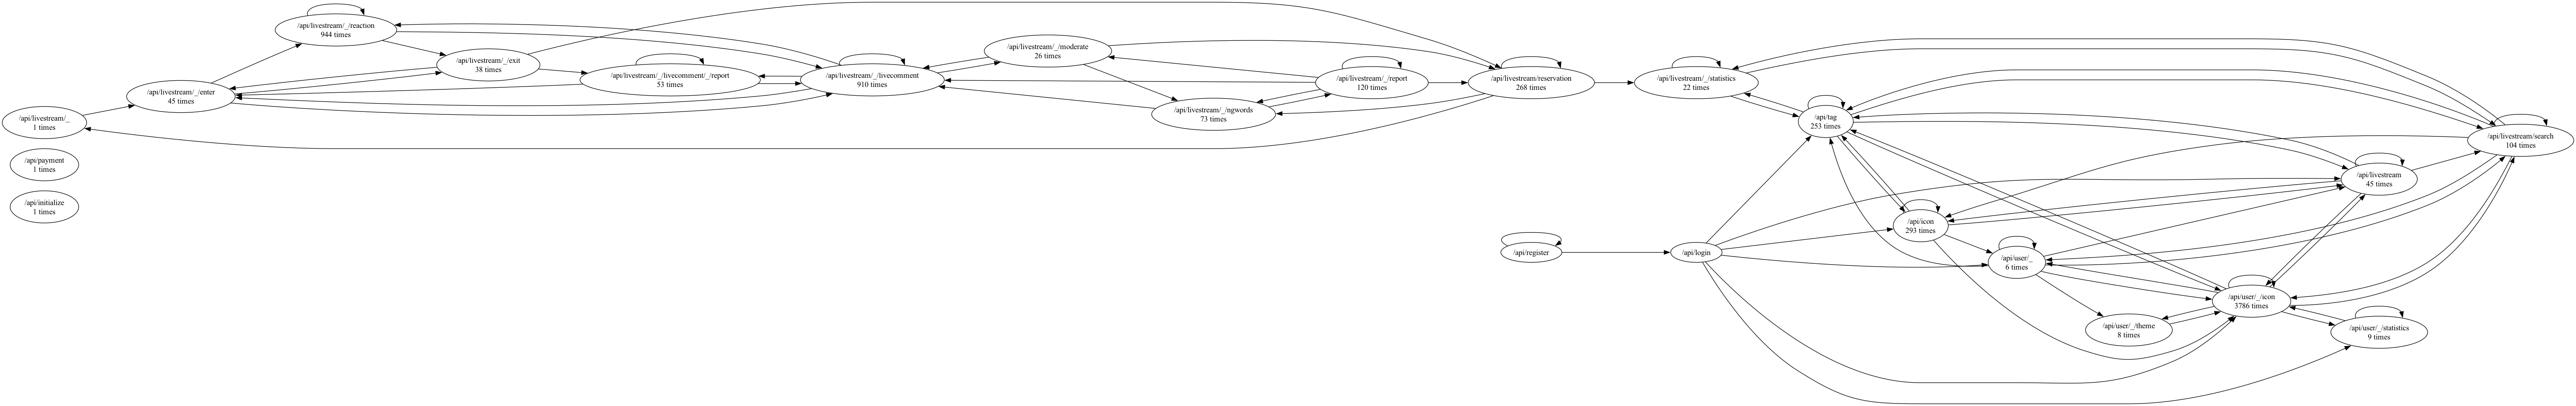 /api/livestream/_/reaction
944 times
/api/livestream/_/exit
38 times
/api/livestream/_/enter
45 times
/api/livestream/_
1 times
/api/payment
1 times
/api/initialize
1 times
/api/livestream/_/livecomment/_/report
53 times
/api/livestream/_/livecomment
910 times
/api/livestream/_/moderate
26 times
/api/livestream/_/ngwords
73 times
/api/livestream/_/report
120 times
/api/livestream/reservation
268 times
/api/livestream/_/statistics
22 times
/api/tag
253 times
/api/livestream/search
104 times
/api/livestream
45 times
/api/icon
293 times
/api/register
/api/login
/api/user/_
6 times
/api/user/_/icon
3786 times
/api/user/_/theme
8 times
/api/user/_/statistics
9 times